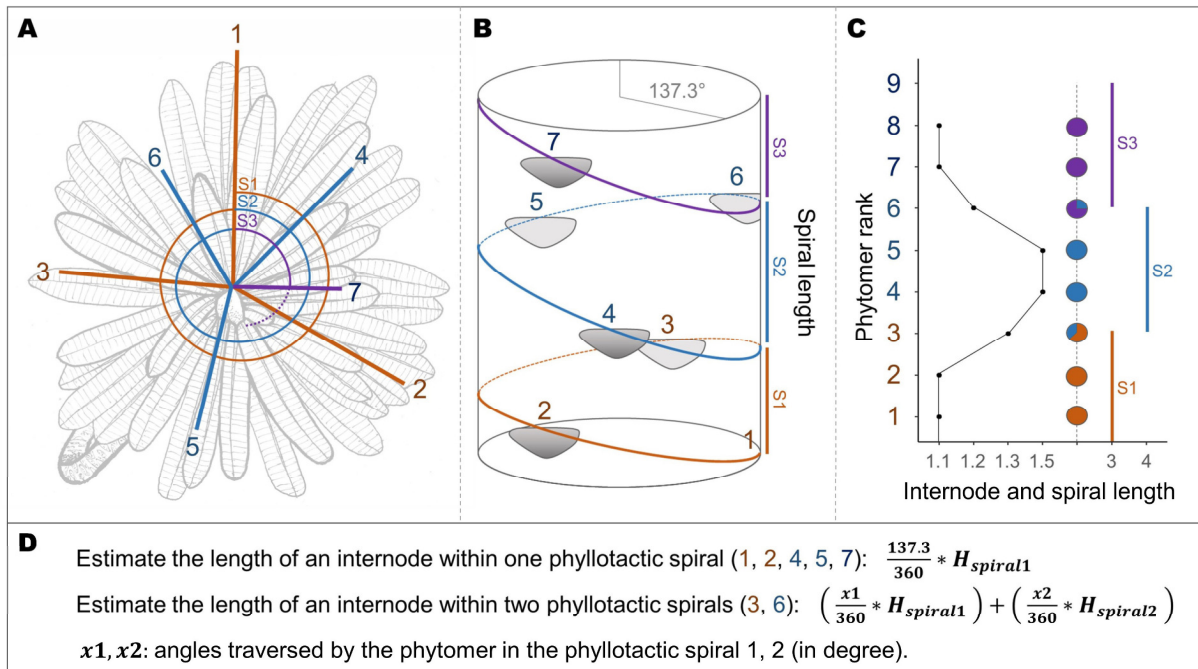 A
1
6
4
S1
S2
S3
3
7
2
5
B
137.3°
7
S3
6
5
S2
4
3
S1
2
1
Spiral length
C
Phytomer rank
9
8
7
6
5
4
3
2
1
S3
S2
S1
1.1 1.2 1.3 1.5 3 4
Internode and spiral length
D
Estimate the length of an internode within one phyllotactic spiral (1, 2, 4, 5, 7): 137.3/360 * H_spiral1
Estimate the length of an internode within two phyllotactic spirals (3, 6): (x1/360 * H_spiral1) + (x2/360 * H_spiral2)
x1, x2: angles traversed by the phytomer in the phyllotactic spiral 1, 2 (in degree).